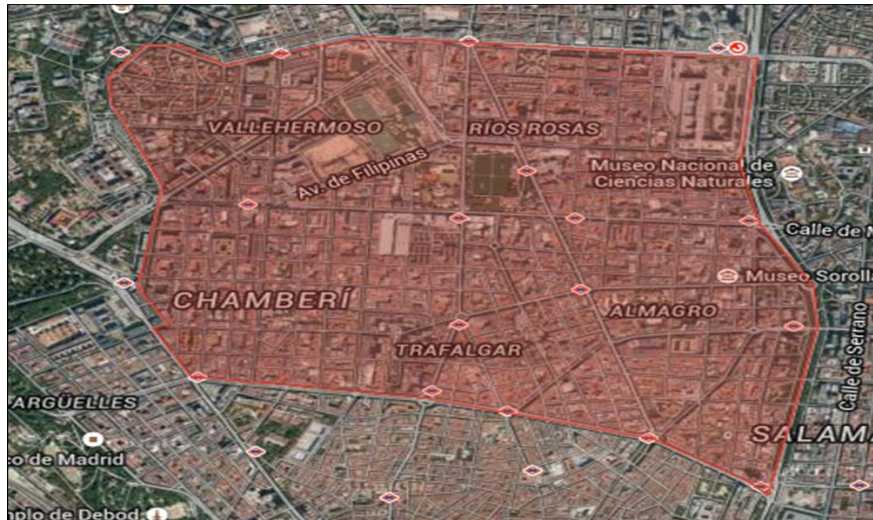 VALLEHERMOSO
RÍOS ROSAS
Av. de Filipinas
Museo Nacional de
Ciencias Naturales
Calle de M
Museo Sorolla
CHAMBERÍ
ALMAGRO
TRAFALGAR
Calle de Serrano
ARGÜELLES
SALAMA
co de Madrid
mplo de Debod